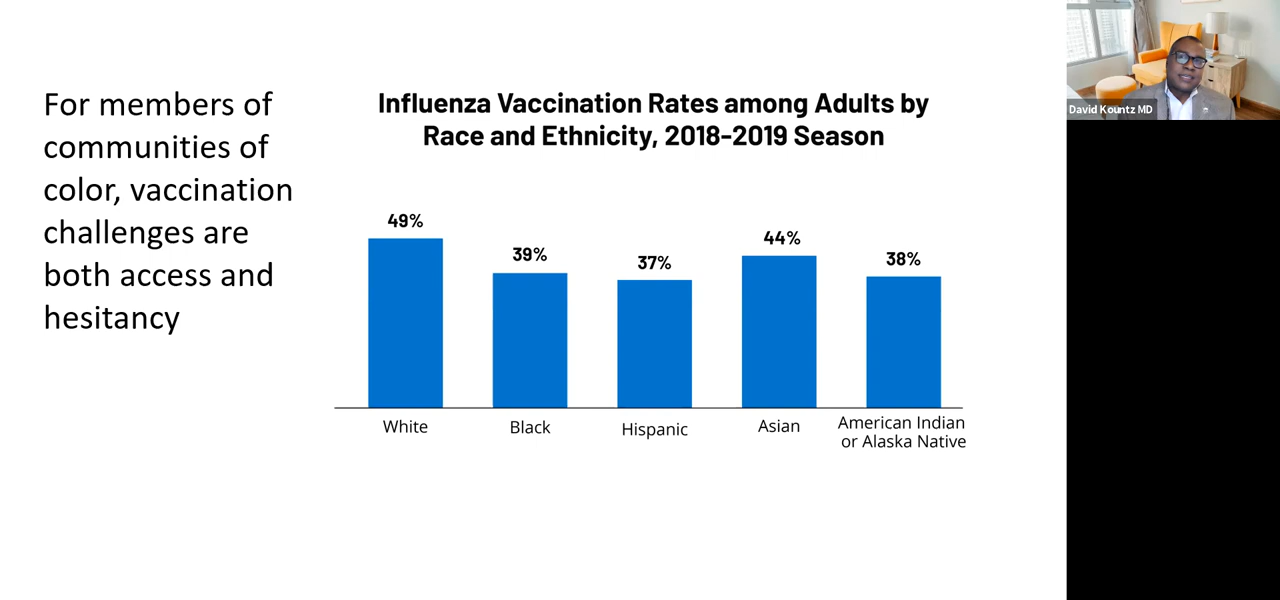 For members of
communities of
color, vaccination
challenges are
both access and
hesitancy
Influenza Vaccination Rates among Adults by
Race and Ethnicity, 2018-2019 Season
49%
39%
37%
44%
38%
White
Black
Hispanic
Asian
American Indian
or Alaska Native
David Kountz MD